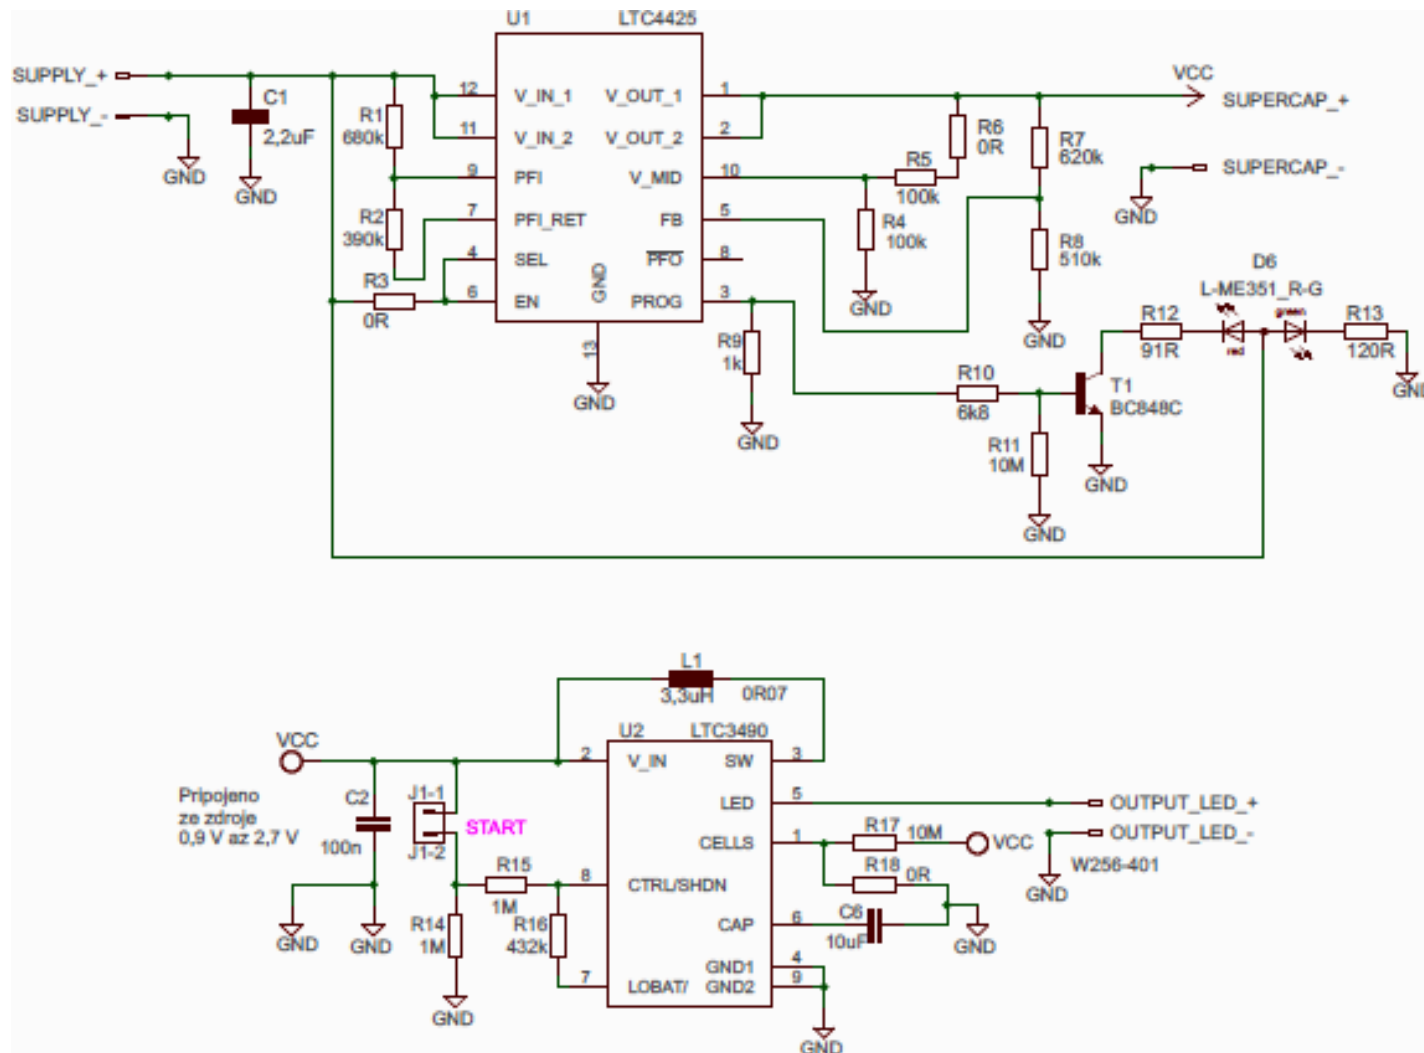 U1 LTC4425
SUPPLY_+
SUPPLY_-
C1
2,2uF
GND
GND
R1
680k
R2
390k
R3
0R
12 V_IN_1 V_OUT_1 1
11 V_IN_2 V_OUT_2 2
9 PFI V_MID 10
7 PFI_RET FB 5
4 SEL PFO 8
6 EN PROG 3
GND
13
GND
VCC
SUPERCAP_+
R6
0R
R7
620k
R5
100k
SUPERCAP_-
GND
R4
100k
GND
R8
510k
GND
D6
L-ME351_R-G
green
red
R12
91R
R13
120R
GND
R9
1k
GND
R10
6k8
T1
BC848C
R11
10M
GND
GND
L1
3,3uH 0R07
U2 LTC3490
VCC
2 V_IN SW 3
LED 5
1 CELLS
8 CTRL/SHDN
CAP 6
GND1 4
7 LOBAT/ GND2 9
Pripojeno
ze zdroje
0,9 V az 2,7 V
C2
100n
J1-1
START
J1-2
R15
1M
R14
1M
R16
432k
GND
GND
GND
OUTPUT_LED_+
OUTPUT_LED_-
R17 10M
VCC
R18 0R
W256-401
GND
C6
10uF
GND
GND